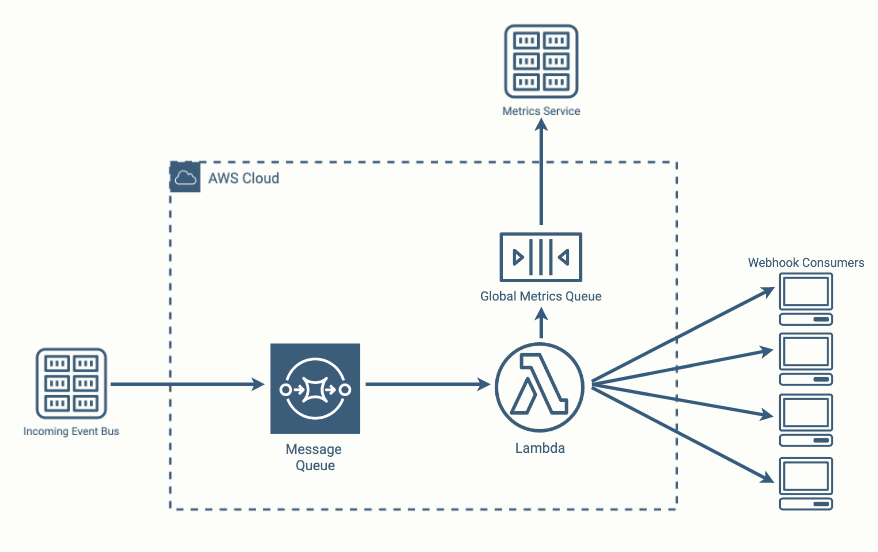 Metrics Service
AWS Cloud
Webhook Consumers
Global Metrics Queue
Incoming Event Bus
Message
Queue
Lambda